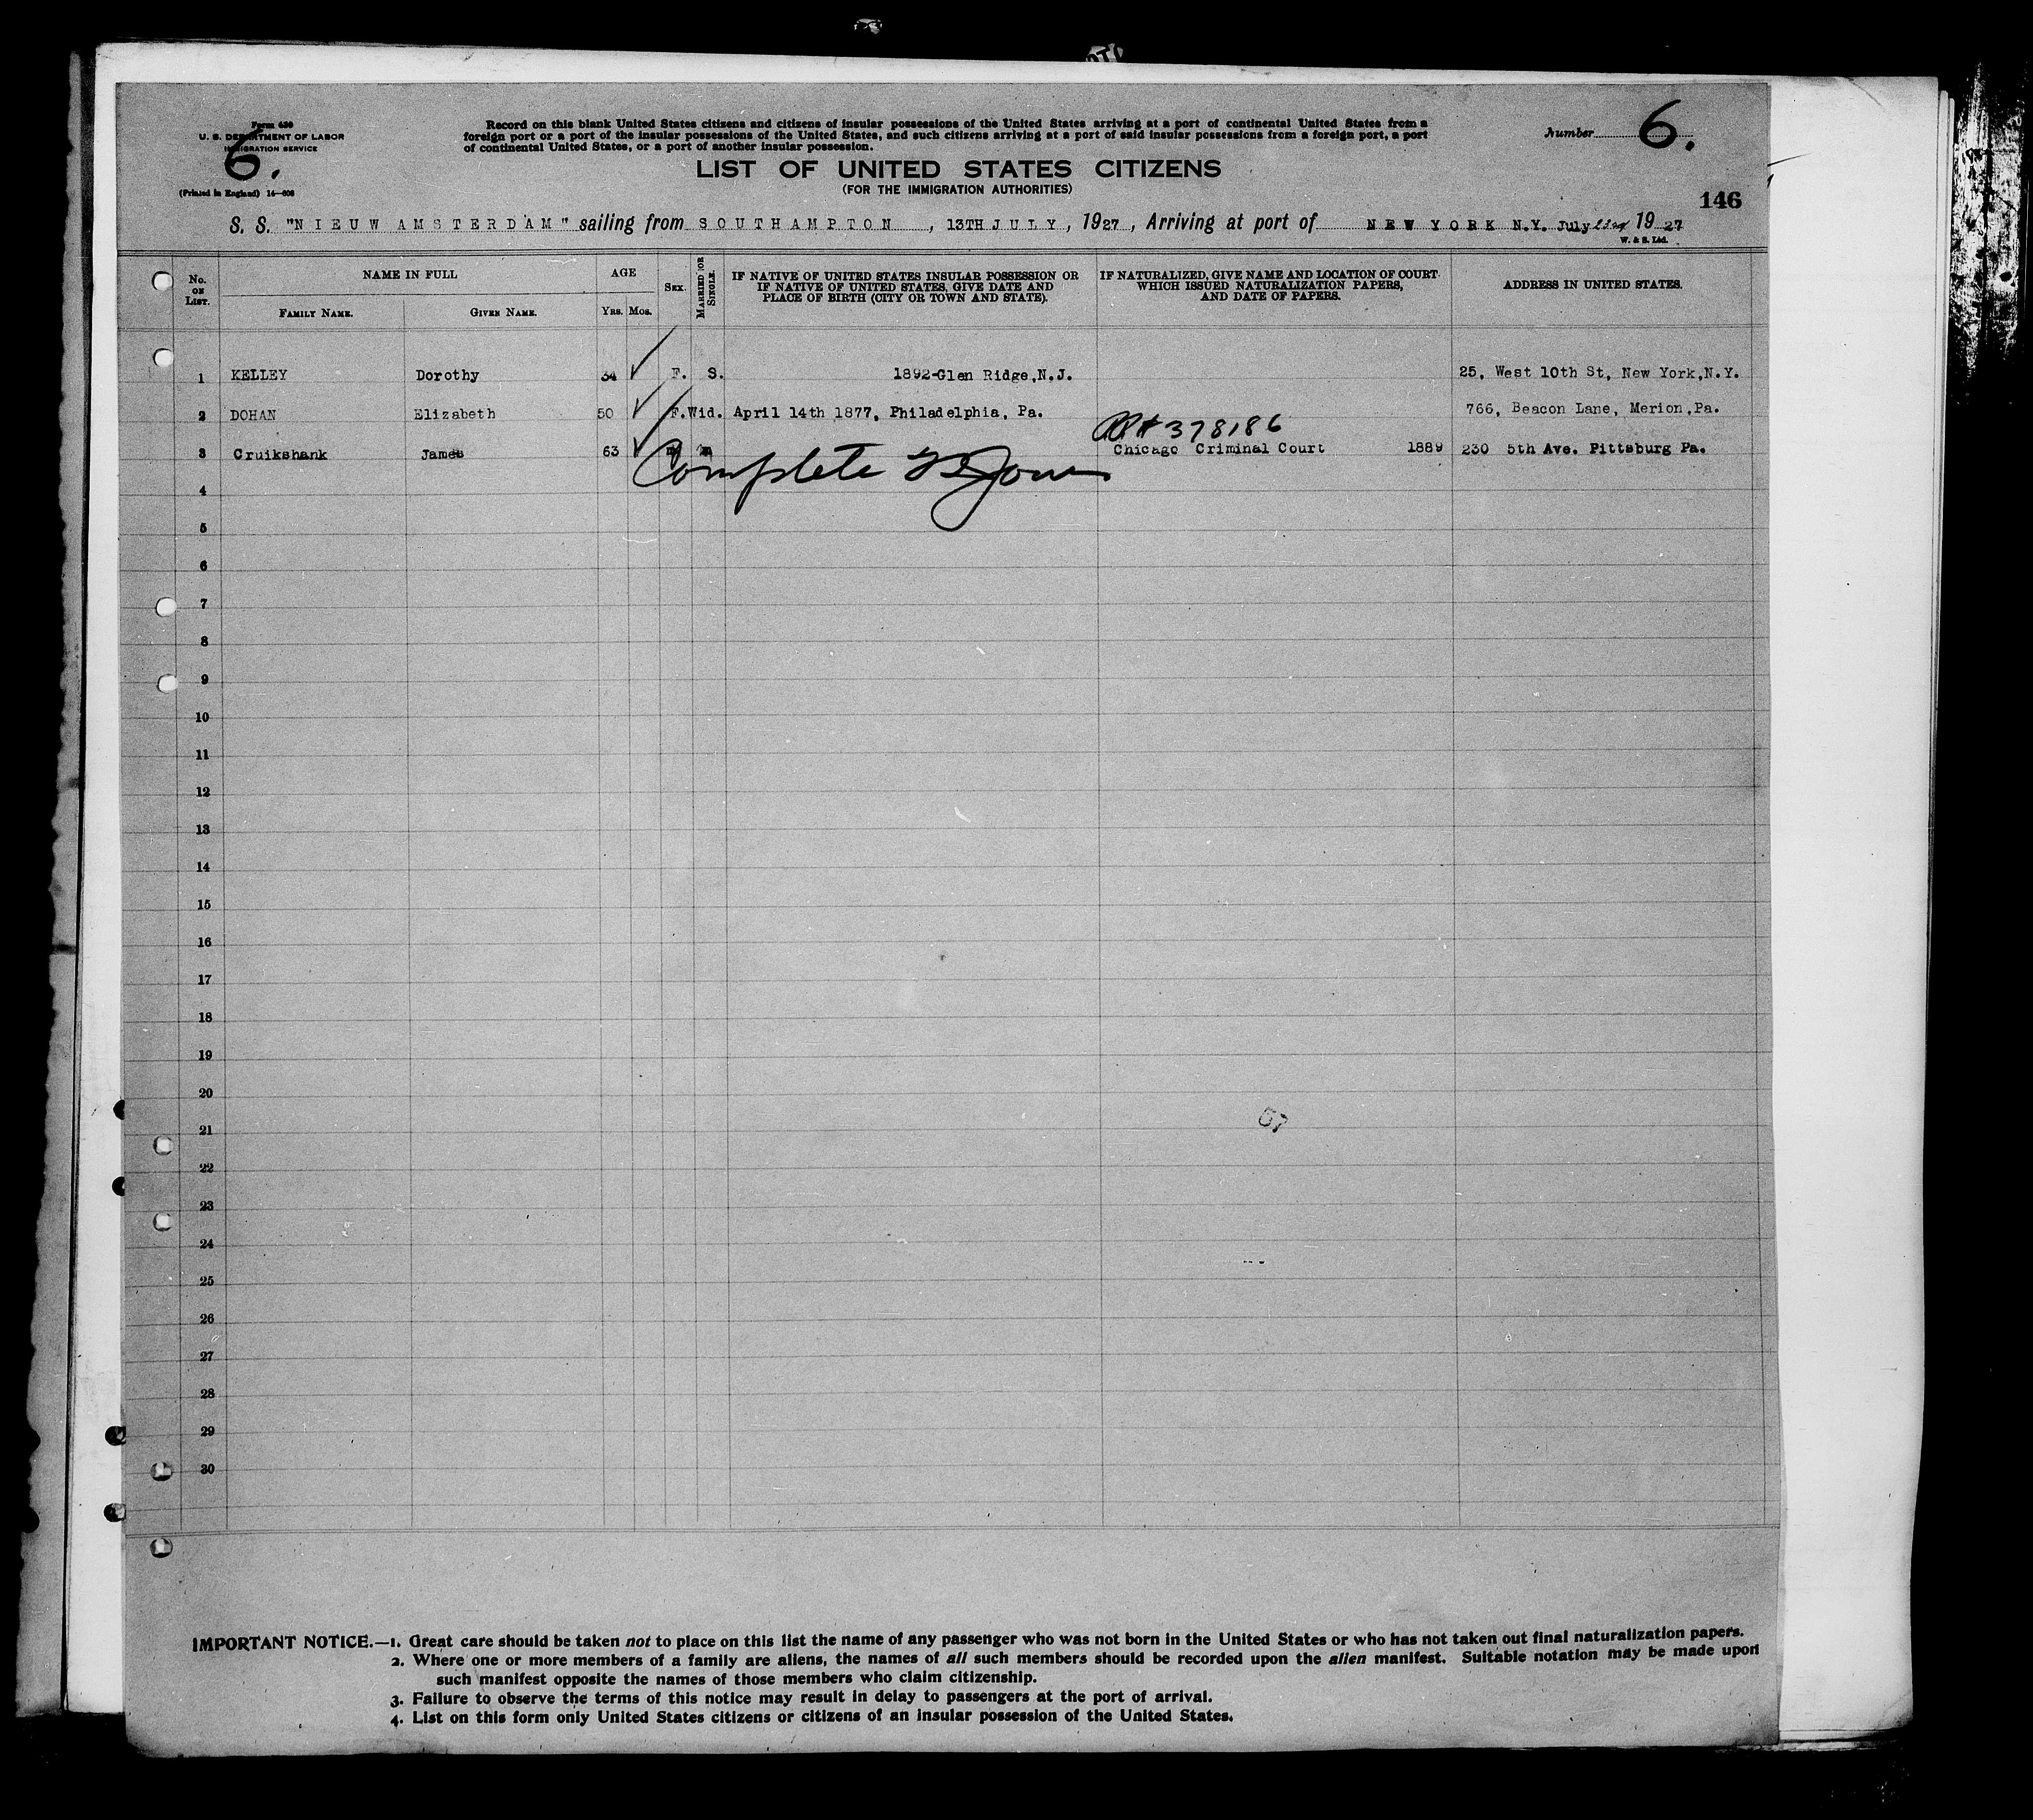 Form 630
U. S. DEPARTMENT OF LABOR
IMMIGRATION SERVICE
6.
(Printed in England) 14—608
Record on this blank United States citizens and citizens of insular possessions of the United States arriving at a port of continental United States from a
foreign port or a port of the insular possessions of the United States, and such citizens arriving at a port of said insular possessions from a foreign port, a port
of continental United States, or a port of another insular possession.
Number 6.
LIST OF UNITED STATES CITIZENS
(FOR THE IMMIGRATION AUTHORITIES)
146
S. S. "NIEUW AMSTERDAM" sailing from SOUTHAMPTON, 13TH JULY, 1927, Arriving at port of NEW YORK N.Y. July 1927
W. & S. Ltd.
No. ON LIST.
NAME IN FULL
FAMILY NAME. GIVEN NAME.
AGE
YRS. MOS.
SEX.
MARRIED OR SINGLE.
IF NATIVE OF UNITED STATES INSULAR POSSESSION OR
IF NATIVE OF UNITED STATES, GIVE DATE AND
PLACE OF BIRTH (CITY OR TOWN AND STATE).
IF NATURALIZED, GIVE NAME AND LOCATION OF COURT
WHICH ISSUED NATURALIZATION PAPERS,
AND DATE OF PAPERS.
ADDRESS IN UNITED STATES.
1 KELLEY Dorothy 34 F. S. 1892-Glen Ridge,N.J. 25, West 10th St, New York,N.Y.
2 DOHAN Elizabeth 50 F. Wid. April 14th 1877, Philadelphia, Pa. 766, Beacon Lane, Merion,Pa.
# 378186
3 Cruikshank James 63 m m Chicago Criminal Court 1889 230 5th Ave. Pittsburg Pa.
Complete
4
5
6
7
8
9
10
11
12
13
14
15
16
17
18
19
20
21
22
23
24
25
26
27
28
29
30
IMPORTANT NOTICE.—1. Great care should be taken not to place on this list the name of any passenger who was not born in the United States or who has not taken out final naturalization papers.
2. Where one or more members of a family are aliens, the names of all such members should be recorded upon the alien manifest. Suitable notation may be made upon
such manifest opposite the names of those members who claim citizenship.
3. Failure to observe the terms of this notice may result in delay to passengers at the port of arrival.
4. List on this form only United States citizens or citizens of an insular possession of the United States.